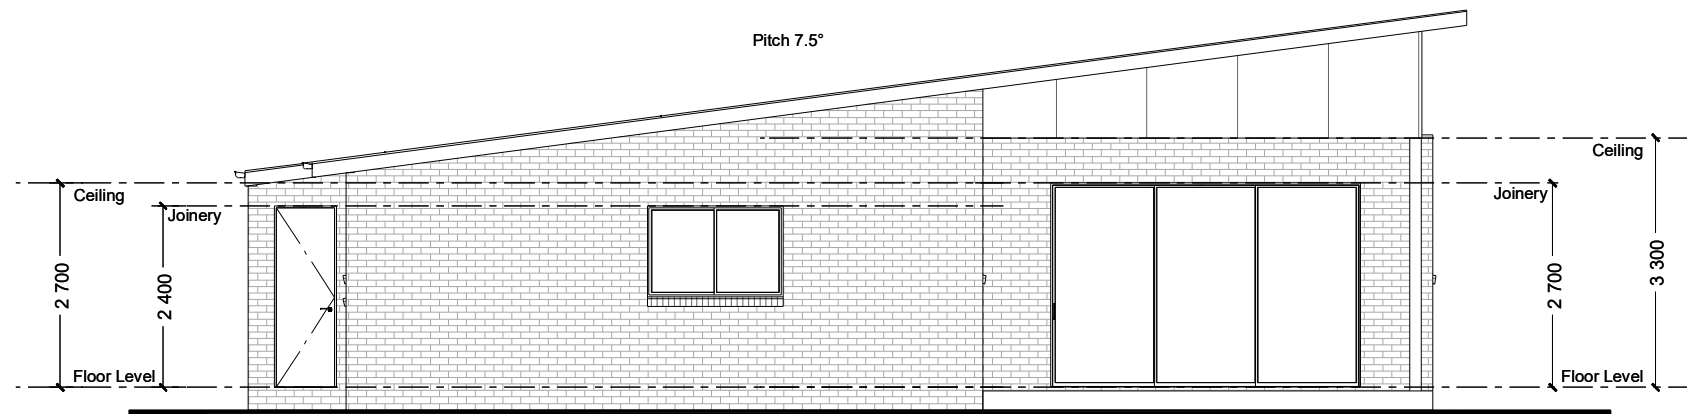 Pitch 7.5°
Ceiling
Ceiling
Joinery
Joinery
2 700
2 400
2 700
3 300
Floor Level
Floor Level